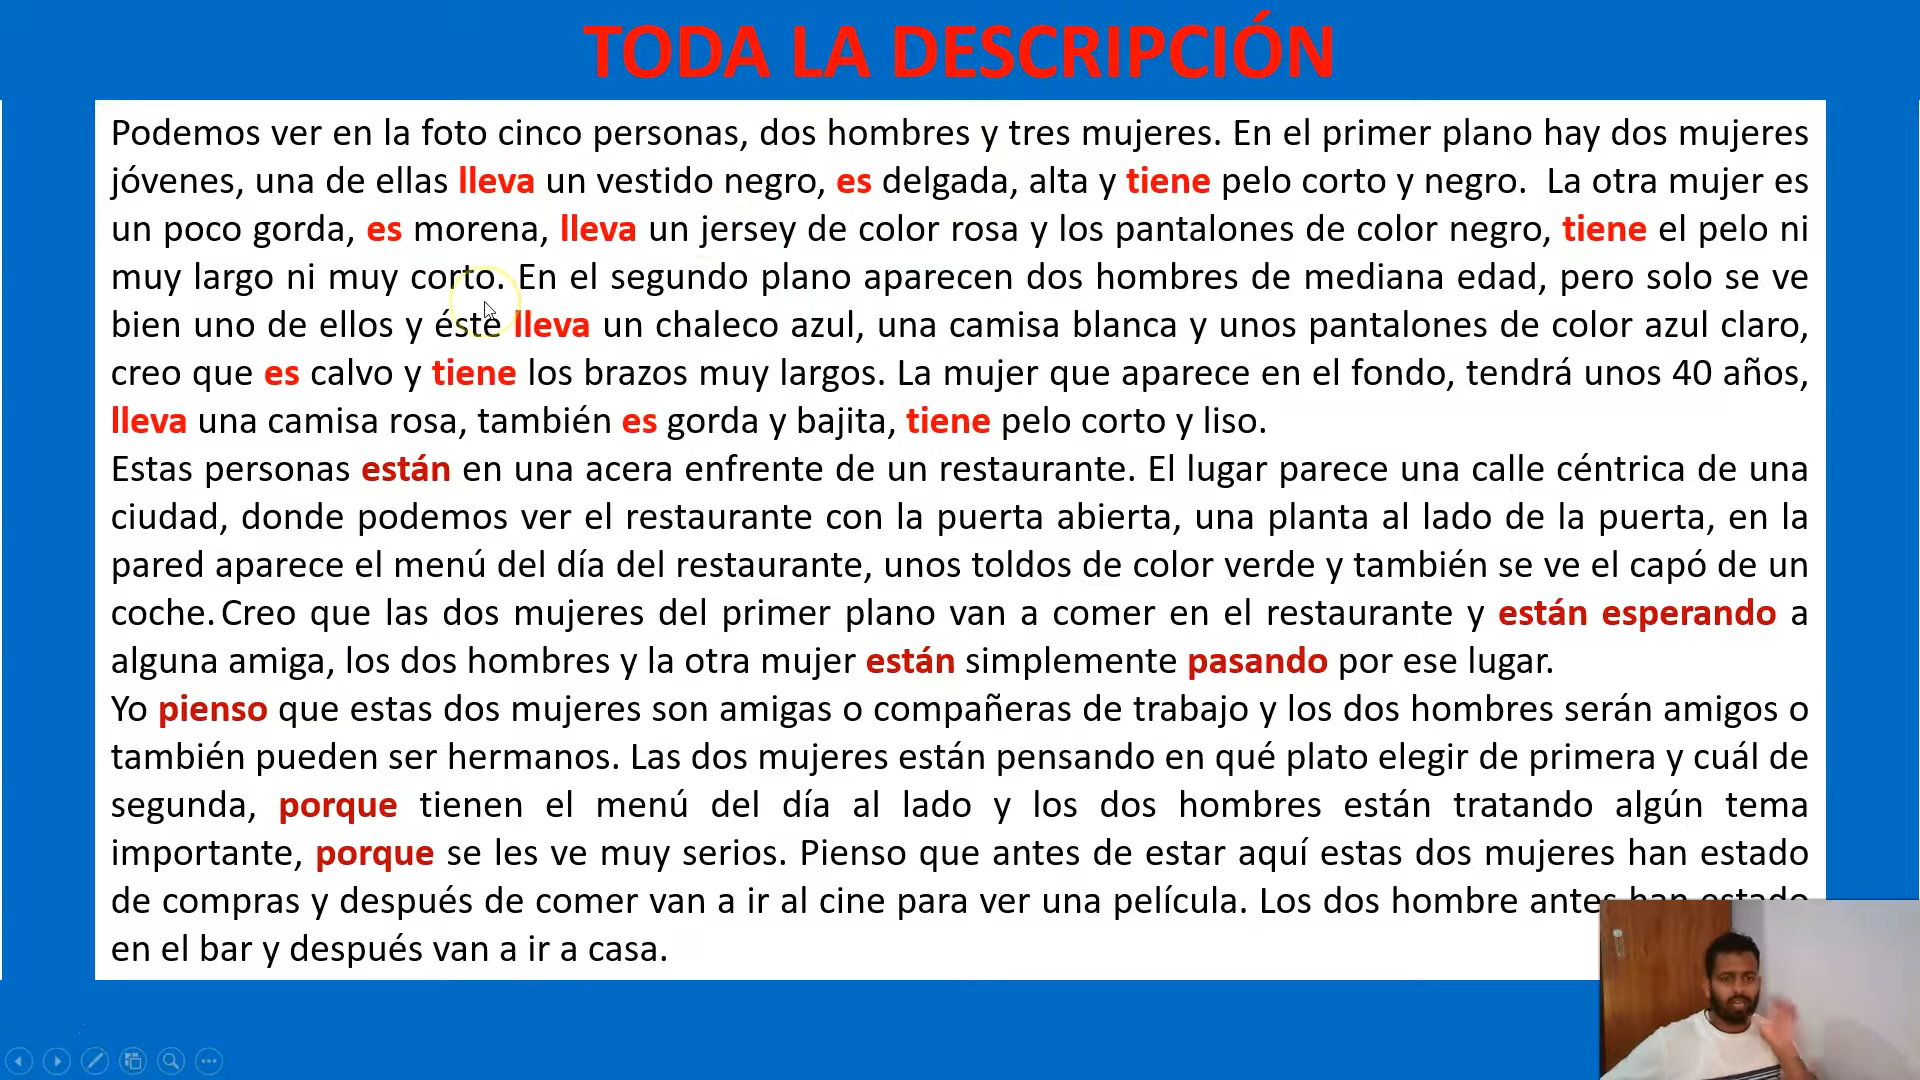 TODA LA DESCRIPCIÓN
Podemos ver en la foto cinco personas, dos hombres y tres mujeres. En el primer plano hay dos mujeres
jóvenes, una de ellas lleva un vestido negro, es delgada, alta y tiene pelo corto y negro. La otra mujer es
un poco gorda, es morena, lleva un jersey de color rosa y los pantalones de color negro, tiene el pelo ni
muy largo ni muy corto. En el segundo plano aparecen dos hombres de mediana edad, pero solo se ve
bien uno de ellos y éste lleva un chaleco azul, una camisa blanca y unos pantalones de color azul claro,
creo que es calvo y tiene los brazos muy largos. La mujer que aparece en el fondo, tendrá unos 40 años,
lleva una camisa rosa, también es gorda y bajita, tiene pelo corto y liso.
Estas personas están en una acera enfrente de un restaurante. El lugar parece una calle céntrica de una
ciudad, donde podemos ver el restaurante con la puerta abierta, una planta al lado de la puerta, en la
pared aparece el menú del día del restaurante, unos toldos de color verde y también se ve el capó de un
coche. Creo que las dos mujeres del primer plano van a comer en el restaurante y están esperando a
alguna amiga, los dos hombres y la otra mujer están simplemente pasando por ese lugar.
Yo pienso que estas dos mujeres son amigas o compañeras de trabajo y los dos hombres serán amigos o
también pueden ser hermanos. Las dos mujeres están pensando en qué plato elegir de primera y cuál de
segunda, porque tienen el menú del día al lado y los dos hombres están tratando algún tema
importante, porque se les ve muy serios. Pienso que antes de estar aquí estas dos mujeres han estado
de compras y después de comer van a ir al cine para ver una película. Los dos hombre antes han estado
en el bar y después van a ir a casa.